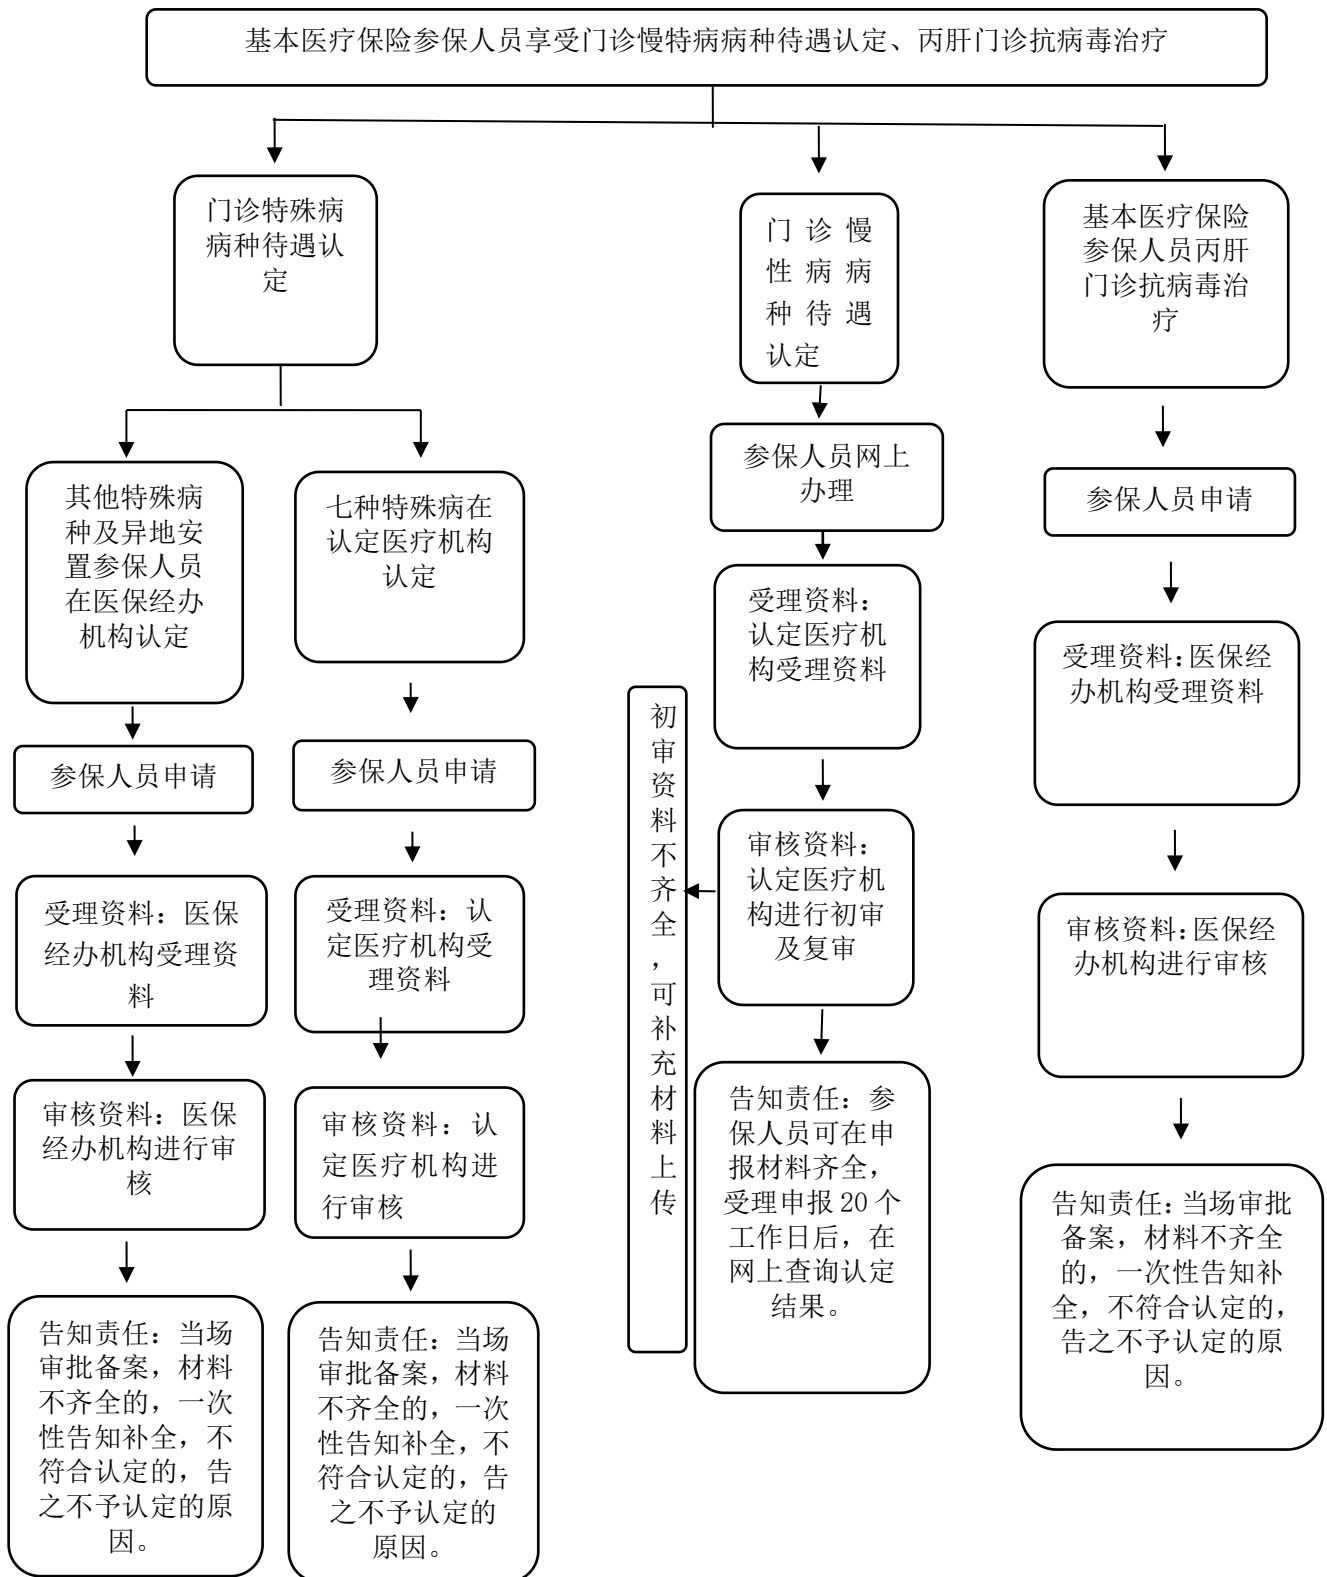 基本医疗保险参保人员享受门诊慢特病病种待遇认定、丙肝门诊抗病毒治疗
门诊特殊病
病种待遇认
定
门诊慢
性病病
种待遇
认定
基本医疗保险
参保人员丙肝
门诊抗病毒治
疗
其他特殊病
种及异地安
置参保人员
在医保经办
机构认定
七种特殊病在
认定医疗机构
认定
参保人员网上
办理
参保人员申请
受理资料：
认定医疗机
构受理资料
受理资料：医保经
办机构受理资料
参保人员申请
参保人员申请
初审资料不齐全，可补充材料上传
审核资料：
认定医疗机
构进行初审
及复审
受理资料：医保
经办机构受理资
料
受理资料：认
定医疗机构受
理资料
审核资料：医保经
办机构进行审核
审核资料：医保
经办机构进行审
核
审核资料：认
定医疗机构进
行审核
告知责任：参
保人员可在申
报材料齐全，
受理申报20个
工作日后，在
网上查询认定
结果。
告知责任：当场审批
备案，材料不齐全
的，一次性告知补
全，不符合认定的，
告之不予认定的原
因。
告知责任：当场
审批备案，材料
不齐全的，一次
性告知补全，不
符合认定的，告
之不予认定的原
因。
告知责任：当场
审批备案，材料
不齐全的，一次
性告知补全，不
符合认定的，告
之不予认定的
原因。